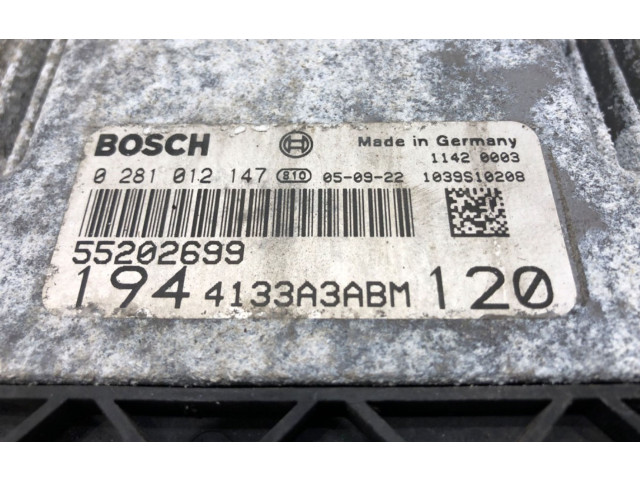 BOSCH Made in Germany
1142 0003
0 281 012 147 810 05-09-22 1039S10208
55202699
194 4133A3ABM 120